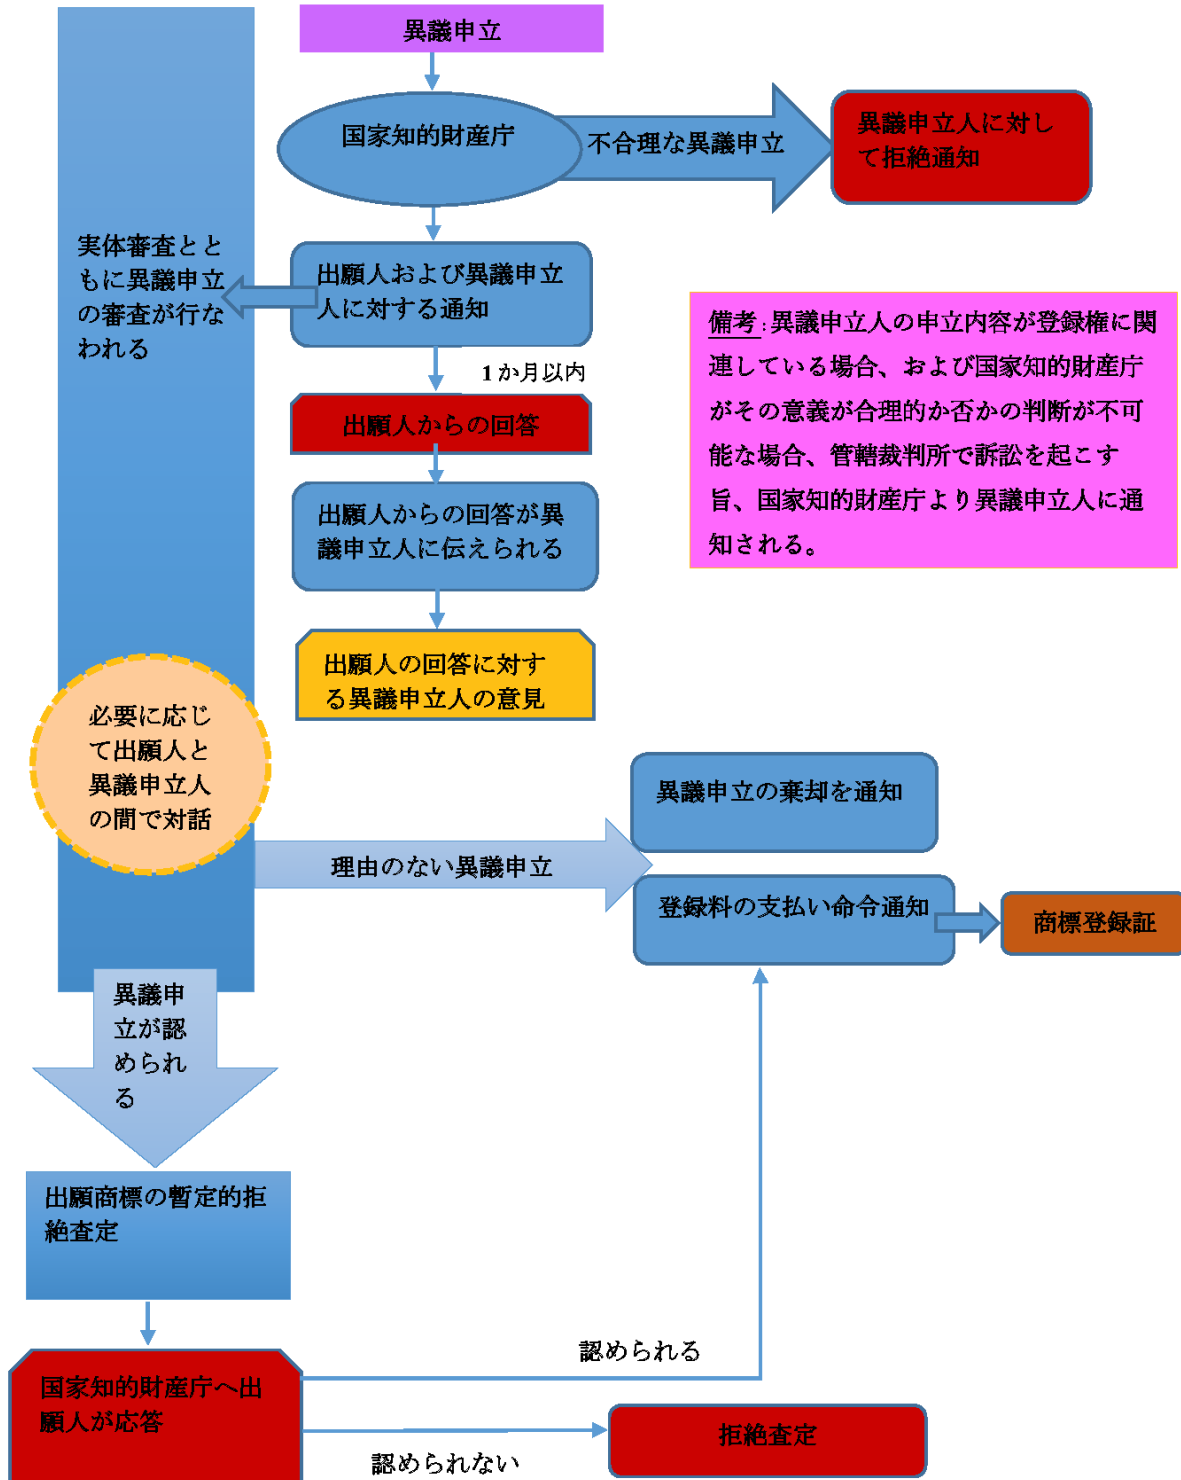 異議申立
国家知的財産庁
不合理な異議申立
異議申立人に対し
て拒絶通知
実体審査とと
もに異議申立
の審査が行な
われる
出願人および異議申立
人に対する通知
1か月以内
備考:異議申立人の申立内容が登録権に関
連している場合、および国家知的財産庁
がその意義が合理的か否かの判断が不可
能な場合、管轄裁判所で訴訟を起こす
旨、国家知的財産庁より異議申立人に通
知される。
出願人からの回答
出願人からの回答が異
議申立人に伝えられる
出願人の回答に対す
る異議申立人の意見
必要に応じ
て出願人と
異議申立人
の間で対話
異議申立の棄却を通知
理由のない異議申立
登録料の支払い命令通知
商標登録証
異議申
立が認
められ
る
出願商標の暫定的拒
絶査定
認められる
国家知的財産庁へ出
願人が応答
拒絶査定
認められない